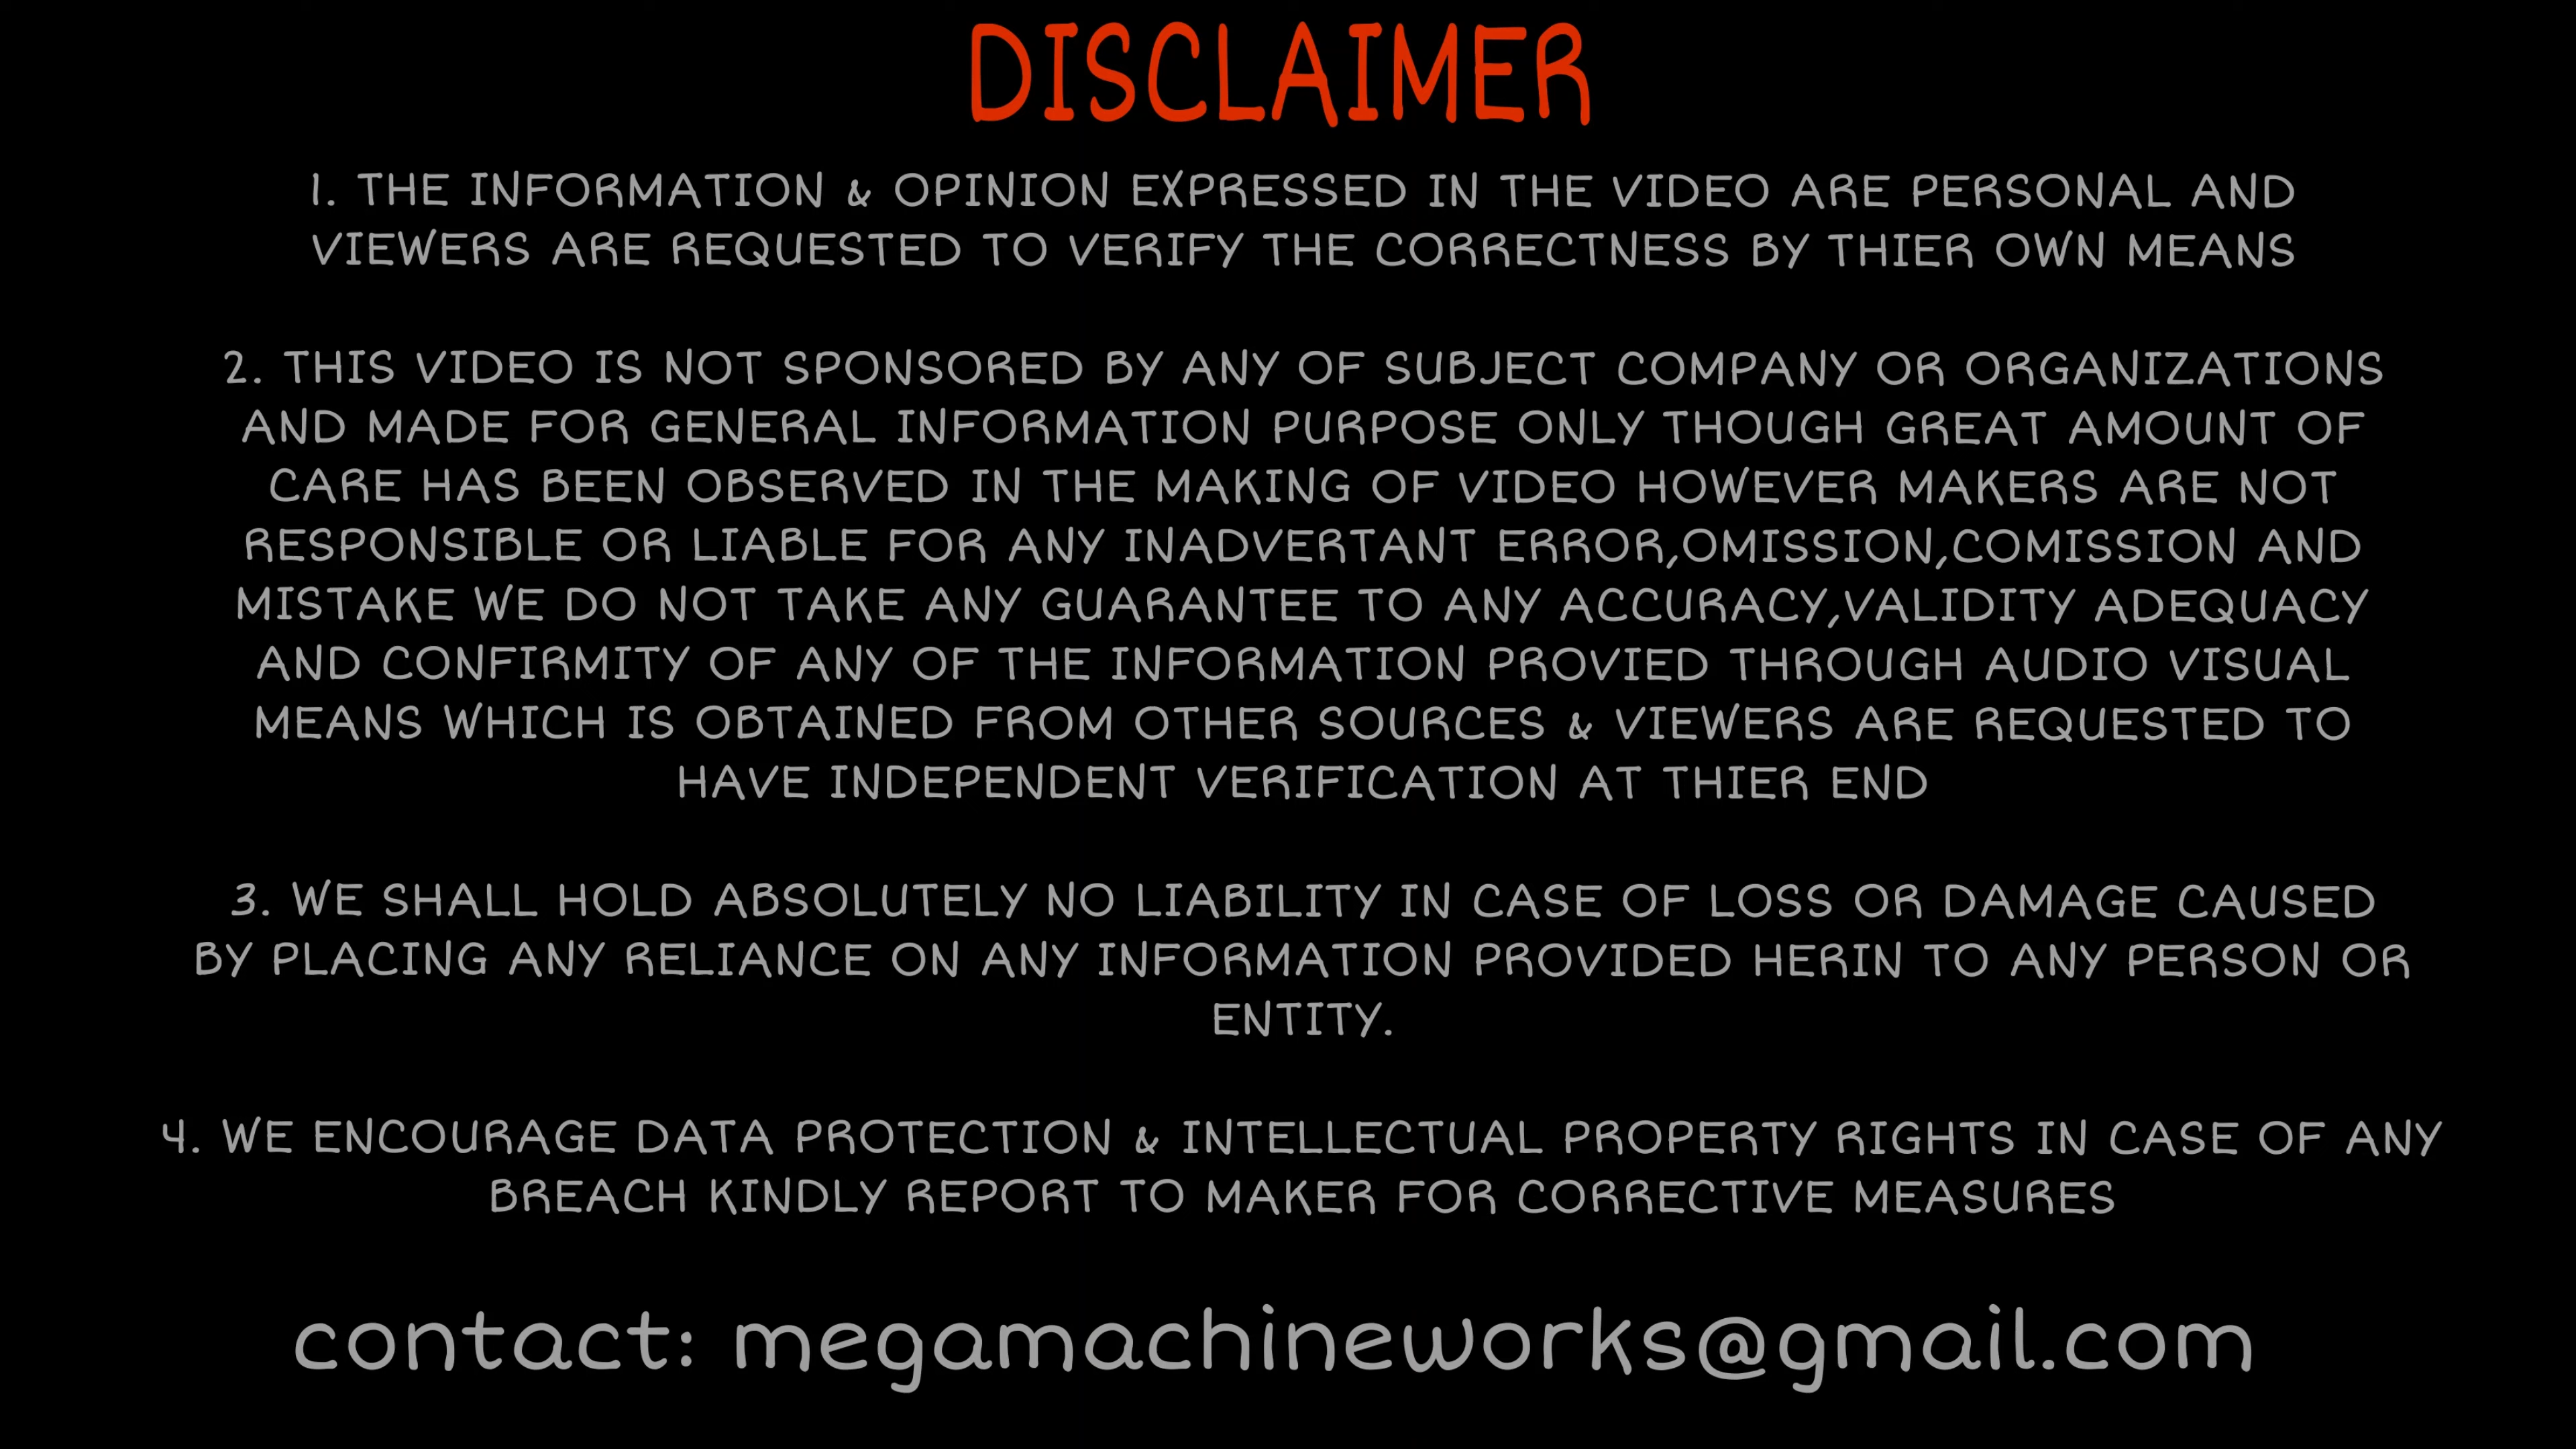 DISCLAIMER
1. THE INFORMATION & OPINION EXPRESSED IN THE VIDEO ARE PERSONAL AND
VIEWERS ARE REQUESTED TO VERIFY THE CORRECTNESS BY THIER OWN MEANS
2. THIS VIDEO IS NOT SPONSORED BY ANY OF SUBJECT COMPANY OR ORGANIZATIONS
AND MADE FOR GENERAL INFORMATION PURPOSE ONLY THOUGH GREAT AMOUNT OF
CARE HAS BEEN OBSERVED IN THE MAKING OF VIDEO HOWEVER MAKERS ARE NOT
RESPONSIBLE OR LIABLE FOR ANY INADVERTANT ERROR,OMISSION,COMISSION AND
MISTAKE WE DO NOT TAKE ANY GUARANTEE TO ANY ACCURACY,VALIDITY ADEQUACY
AND CONFIRMITY OF ANY OF THE INFORMATION PROVIED THROUGH AUDIO VISUAL
MEANS WHICH IS OBTAINED FROM OTHER SOURCES & VIEWERS ARE REQUESTED TO
HAVE INDEPENDENT VERIFICATION AT THIER END
3. WE SHALL HOLD ABSOLUTELY NO LIABILITY IN CASE OF LOSS OR DAMAGE CAUSED
BY PLACING ANY RELIANCE ON ANY INFORMATION PROVIDED HERIN TO ANY PERSON OR
ENTITY.
4. WE ENCOURAGE DATA PROTECTION & INTELLECTUAL PROPERTY RIGHTS IN CASE OF ANY
BREACH KINDLY REPORT TO MAKER FOR CORRECTIVE MEASURES
contact: megamachineworks@gmail.com